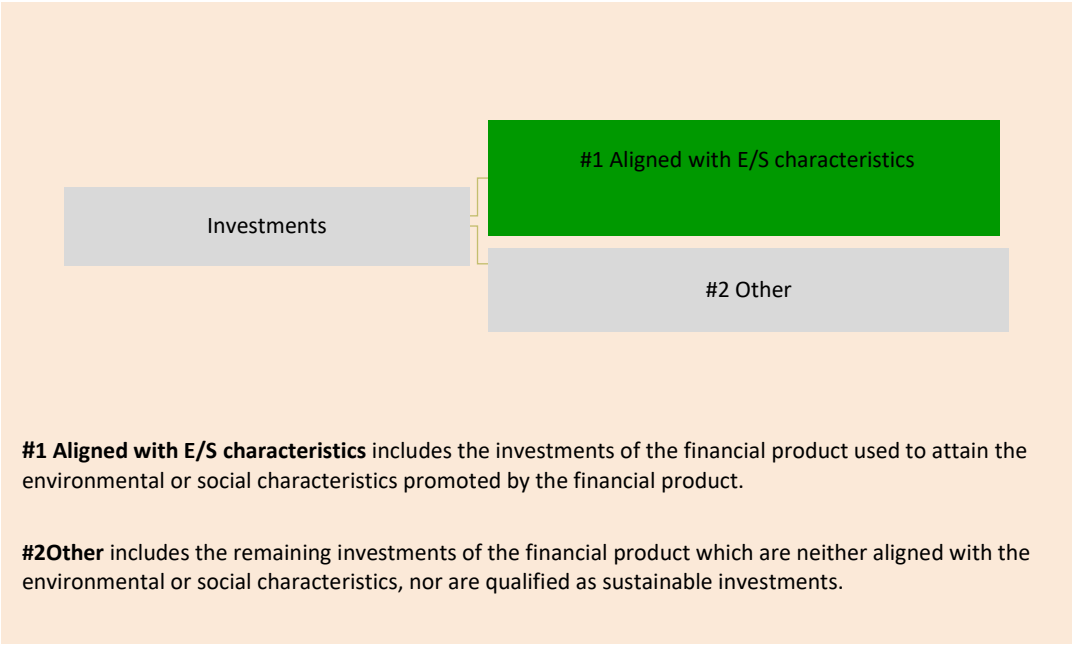 #1 Aligned with E/S characteristics
Investments
#2 Other
#1 Aligned with E/S characteristics includes the investments of the financial product used to attain the
environmental or social characteristics promoted by the financial product.
#2Other includes the remaining investments of the financial product which are neither aligned with the
environmental or social characteristics, nor are qualified as sustainable investments.